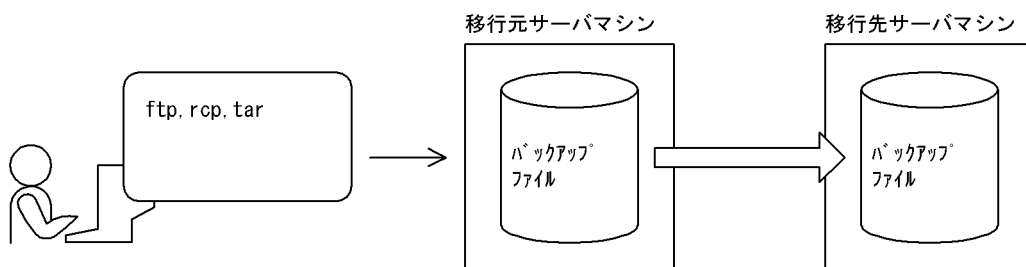 移行元サーバマシン
移行先サーバマシン
ftp, rcp, tar
バックアップ
ファイル
バックアップ
ファイル